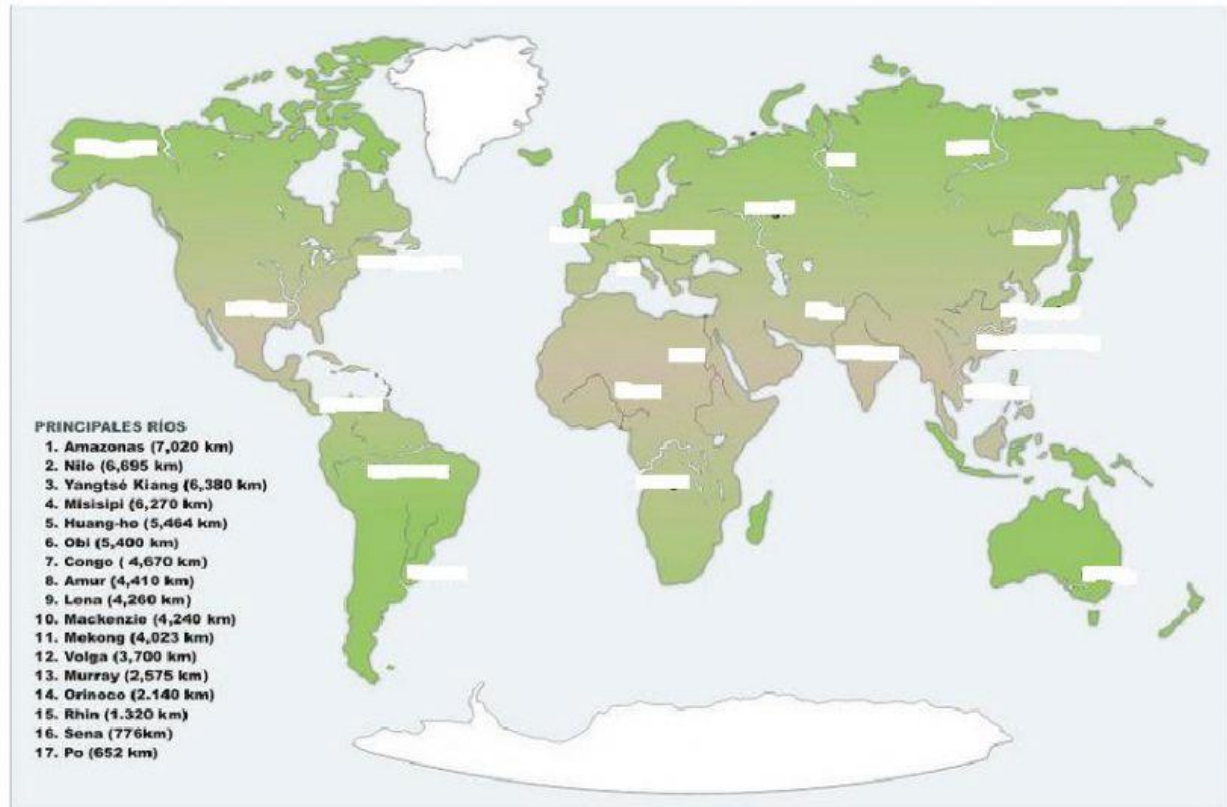 PRINCIPALES RÍOS
1. Amazonas (7,020 km)
2. Nilo (6,695 km)
3. Yangtsé Kiang (6,380 km)
4. Misisipi (6,270 km)
5. Huang-ho (5,464 km)
6. Obi (5,400 km)
7. Congo ( 4,670 km)
8. Amur (4,410 km)
9. Lena (4,260 km)
10. Mackenzie (4,240 km)
11. Mekong (4,023 km)
12. Volga (3,700 km)
13. Murray (2,575 km)
14. Orinoco (2.140 km)
15. Rhin (1.320 km)
16. Sena (776km)
17. Po (652 km)